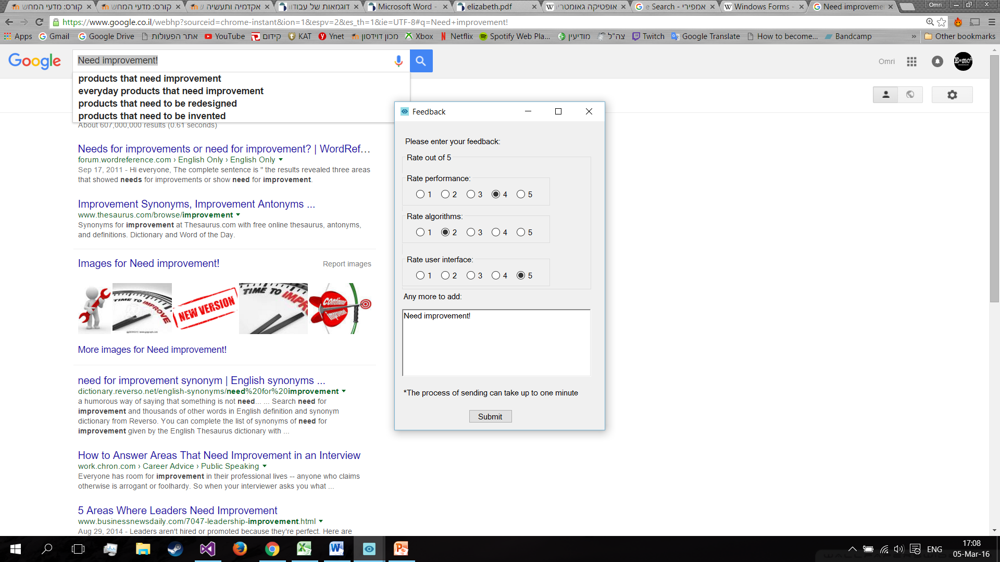 קורס: מדעי המחש
קורס: מדעי המחש
אקדמיה ותעשיה ש
דוגמאות של עבודו
Microsoft Word -
elizabeth.pdf
אופטיקה גאומטרי
אמפירי - Search e
Windows Forms -
Need improveme
Omri
https://www.google.co.il/webhp?sourceid=chrome-instant&ion=1&espv=2&es_th=1&ie=UTF-8#q=Need+improvement!
Apps
Gmail
Google Drive
אתר הפעולות
YouTube
קידום
KAT
Ynet
מכון דוידסון
Xbox
Netflix
Spotify Web Pla...
מודיעין
צה"ל
Twitch
Google Translate
How to become...
Bandcamp
»
Other bookmarks
Google
Need improvement!
Omri
E=mc²
products that need improvement
everyday products that need improvement
products that need to be redesigned
products that need to be invented
About 607,000,000 results (0.61 seconds)
Needs for improvements or need for improvement? | WordRef...
forum.wordreference.com › English Only › English Only
Sep 17, 2011 - Hi everyone, The complete sentence is " the results revealed three areas
that showed needs for improvements or show need for improvement.
Improvement Synonyms, Improvement Antonyms ...
www.thesaurus.com/browse/improvement
Synonyms for improvement at Thesaurus.com with free online thesaurus, antonyms,
and definitions. Dictionary and Word of the Day.
Images for Need improvement!
Report images
TIME TO IMPROVE
NEW VERSION
TIME TO IMPR
Continuous Improvement
More images for Need improvement!
need for improvement synonym | English synonyms ...
dictionary.reverso.net/english-synonyms/need%20for%20improvement
a humorous way of saying that something is not need... ... Search need for
improvement and thousands of other words in English definition and synonym
dictionary from Reverso. You can complete the list of synonyms of need for
improvement given by the English Thesaurus dictionary with ...
How to Answer Areas That Need Improvement in an Interview
work.chron.com › Career Advice › Public Speaking
Everyone has room for improvement in their professional lives -- anyone who claims
otherwise is arrogant or foolhardy. So when your interviewer asks you what ...
5 Areas Where Leaders Need Improvement
www.businessnewsdaily.com/7047-leadership-improvement.html
Aug 29, 2014 - Leaders aren't hired or promoted because they're perfect. Here are
Feedback
Please enter your feedback:
Rate out of 5
Rate performance:
1 2 3 4 5
Rate algorithms:
1 2 3 4 5
Rate user interface:
1 2 3 4 5
Any more to add:
Need improvement!
*The process of sending can take up to one minute
Submit
ENG
17:08
05-Mar-16